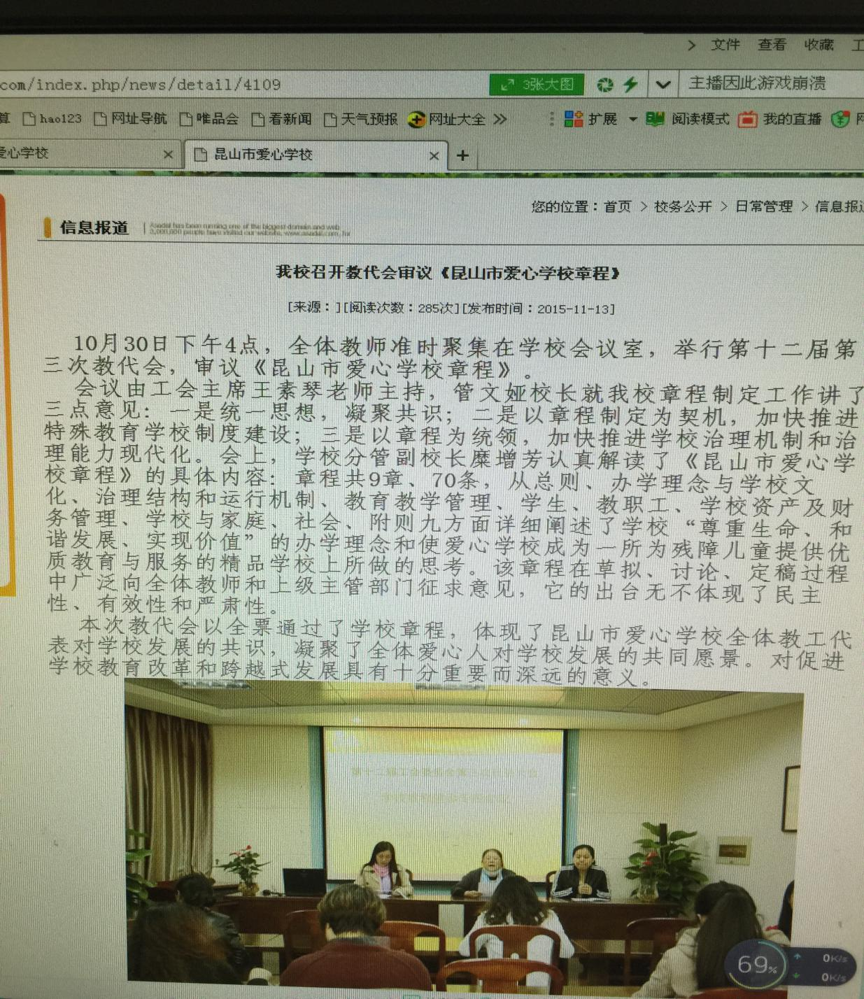 文件 查看 收藏
com/index.php/news/detail/4109 3张大图 主播因此游戏崩溃
算 hao123 网址导航 唯品会 看新闻 天气预报 网址大全 扩展 阅读模式 我的直播
爱心学校 昆山市爱心学校
您的位置：首页 > 校务公开 > 日常管理 > 信息报道
信息报道 | Asadal has been running one of the biggest domain and web
2,000,000 people have visited our website, www.asadal.com, for
我校召开教代会审议《昆山市爱心学校章程》
[来源：][阅读次数：285次][发布时间：2015-11-13]
10月30日下午4点，全体教师准时聚集在学校会议室，举行第十二届第
三次教代会，审议《昆山市爱心学校章程》。
会议由工会主席王素琴老师主持，管文娅校长就我校章程制定工作讲了
三点意见：一是统一思想，凝聚共识；二是以章程制定为契机，加快推进
特殊教育学校制度建设；三是以章程为统领，加快推进学校治理机制和治
理能力现代化。会上，学校分管副校长糜增芳认真解读了《昆山市爱心学
校章程》的具体内容：章程共9章、70条，从总则、办学理念与学校文
化、治理结构和运行机制、教育教学管理、学生、教职工、学校资产及财
务管理、学校与家庭、社会、附则九方面详细阐述了学校“尊重生命、和
谐发展、实现价值”的办学理念和使爱心学校成为一所为残障儿童提供优
质教育与服务的精品学校上所做的思考。该章程在草拟、讨论、定稿过程
中广泛向全体教师和上级主管部门征求意见，它的出台无不体现了民主
性、有效性和严肃性。
本次教代会以全票通过了学校章程，体现了昆山市爱心学校全体教工代
表对学校发展的共识，凝聚了全体爱心人对学校发展的共同愿景。对促进
学校教育改革和跨越式发展具有十分重要而深远的意义。
69% 0K/s
0K/s